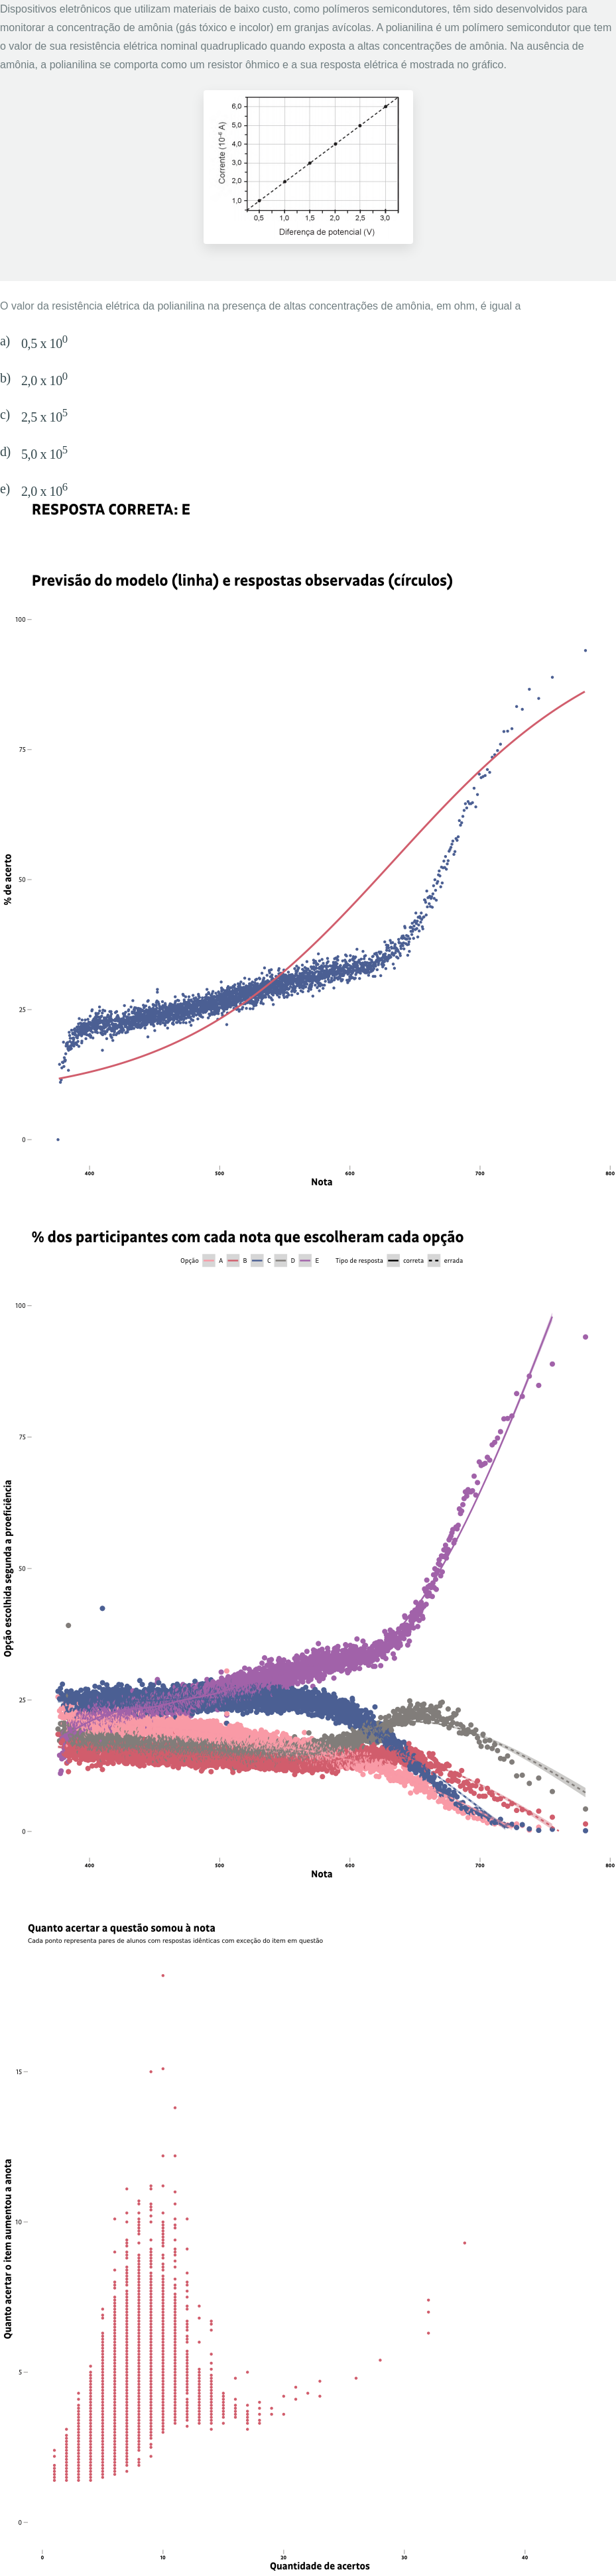 Dispositivos eletrônicos que utilizam materiais de baixo custo, como polímeros semicondutores, têm sido desenvolvidos para
monitorar a concentração de amônia (gás tóxico e incolor) em granjas avícolas. A polianilina é um polímero semicondutor que tem
o valor de sua resistência elétrica nominal quadruplicado quando exposta a altas concentrações de amônia. Na ausência de
amônia, a polianilina se comporta como um resistor ôhmico e a sua resposta elétrica é mostrada no gráfico.
Corrente (10⁻⁶ A)
6,0
5,0
4,0
3,0
2,0
1,0
0,5 1,0 1,5 2,0 2,5 3,0
Diferença de potencial (V)
O valor da resistência elétrica da polianilina na presença de altas concentrações de amônia, em ohm, é igual a
a) 0,5 x 10⁰
b) 2,0 x 10⁰
c) 2,5 x 10⁵
d) 5,0 x 10⁵
e) 2,0 x 10⁶
RESPOSTA CORRETA: E
Previsão do modelo (linha) e respostas observadas (círculos)
% de acerto
100
75
50
25
0
400 500 600 700 800
Nota
% dos participantes com cada nota que escolheram cada opção
Opção A B C D E Tipo de resposta correta errada
Opção escolhida segunda a proeficiência
100
75
50
25
0
400 500 600 700 800
Nota
Quanto acertar a questão somou à nota
Cada ponto representa pares de alunos com respostas idênticas com exceção do item em questão
Quanto acertar o item aumentou a anota
15
10
5
0
0 10 20 30 40
Quantidade de acertos